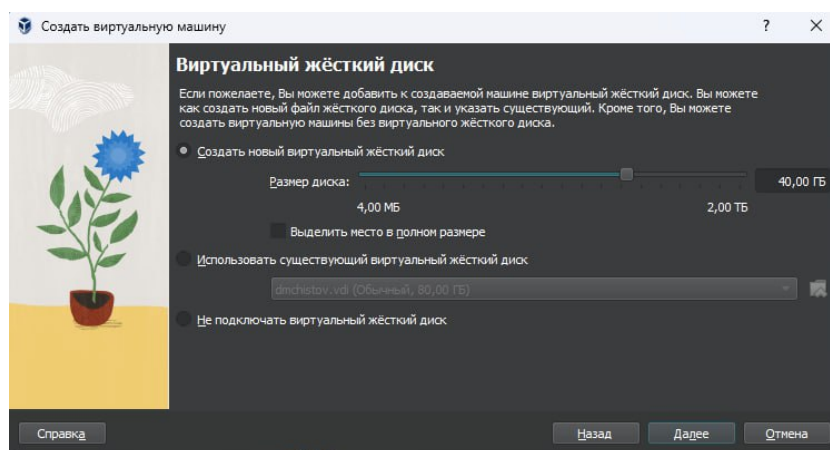 Создать виртуальную машину
Виртуальный жёсткий диск
Если пожелаете, Вы можете добавить к создаваемой машине виртуальный жёсткий диск. Вы можете
как создать новый файл жёсткого диска, так и указать существующий. Кроме того, Вы можете
создать виртуальную машины без виртуального жёсткого диска.
Создать новый виртуальный жёсткий диск
Размер диска:
40,00 ГБ
4,00 МБ
2,00 ТБ
Выделить место в полном размере
Использовать существующий виртуальный жёсткий диск
dmchistov.vdi (Обычный, 80,00 ГБ)
Не подключать виртуальный жёсткий диск
Справка
Назад
Далее
Отмена